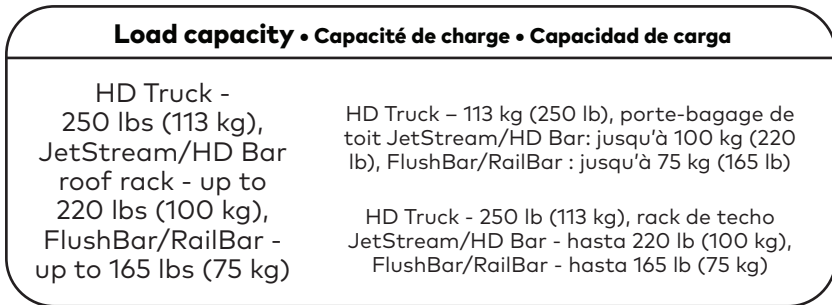 Load capacity • Capacité de charge • Capacidad de carga
HD Truck -
250 lbs (113 kg),
JetStream/HD Bar
roof rack - up to
220 lbs (100 kg),
FlushBar/RailBar -
up to 165 lbs (75 kg)
HD Truck – 113 kg (250 lb), porte-bagage de
toit JetStream/HD Bar: jusqu'à 100 kg (220
lb), FlushBar/RailBar : jusqu'à 75 kg (165 lb)
HD Truck - 250 lb (113 kg), rack de techo
JetStream/HD Bar - hasta 220 lb (100 kg),
FlushBar/RailBar - hasta 165 lb (75 kg)